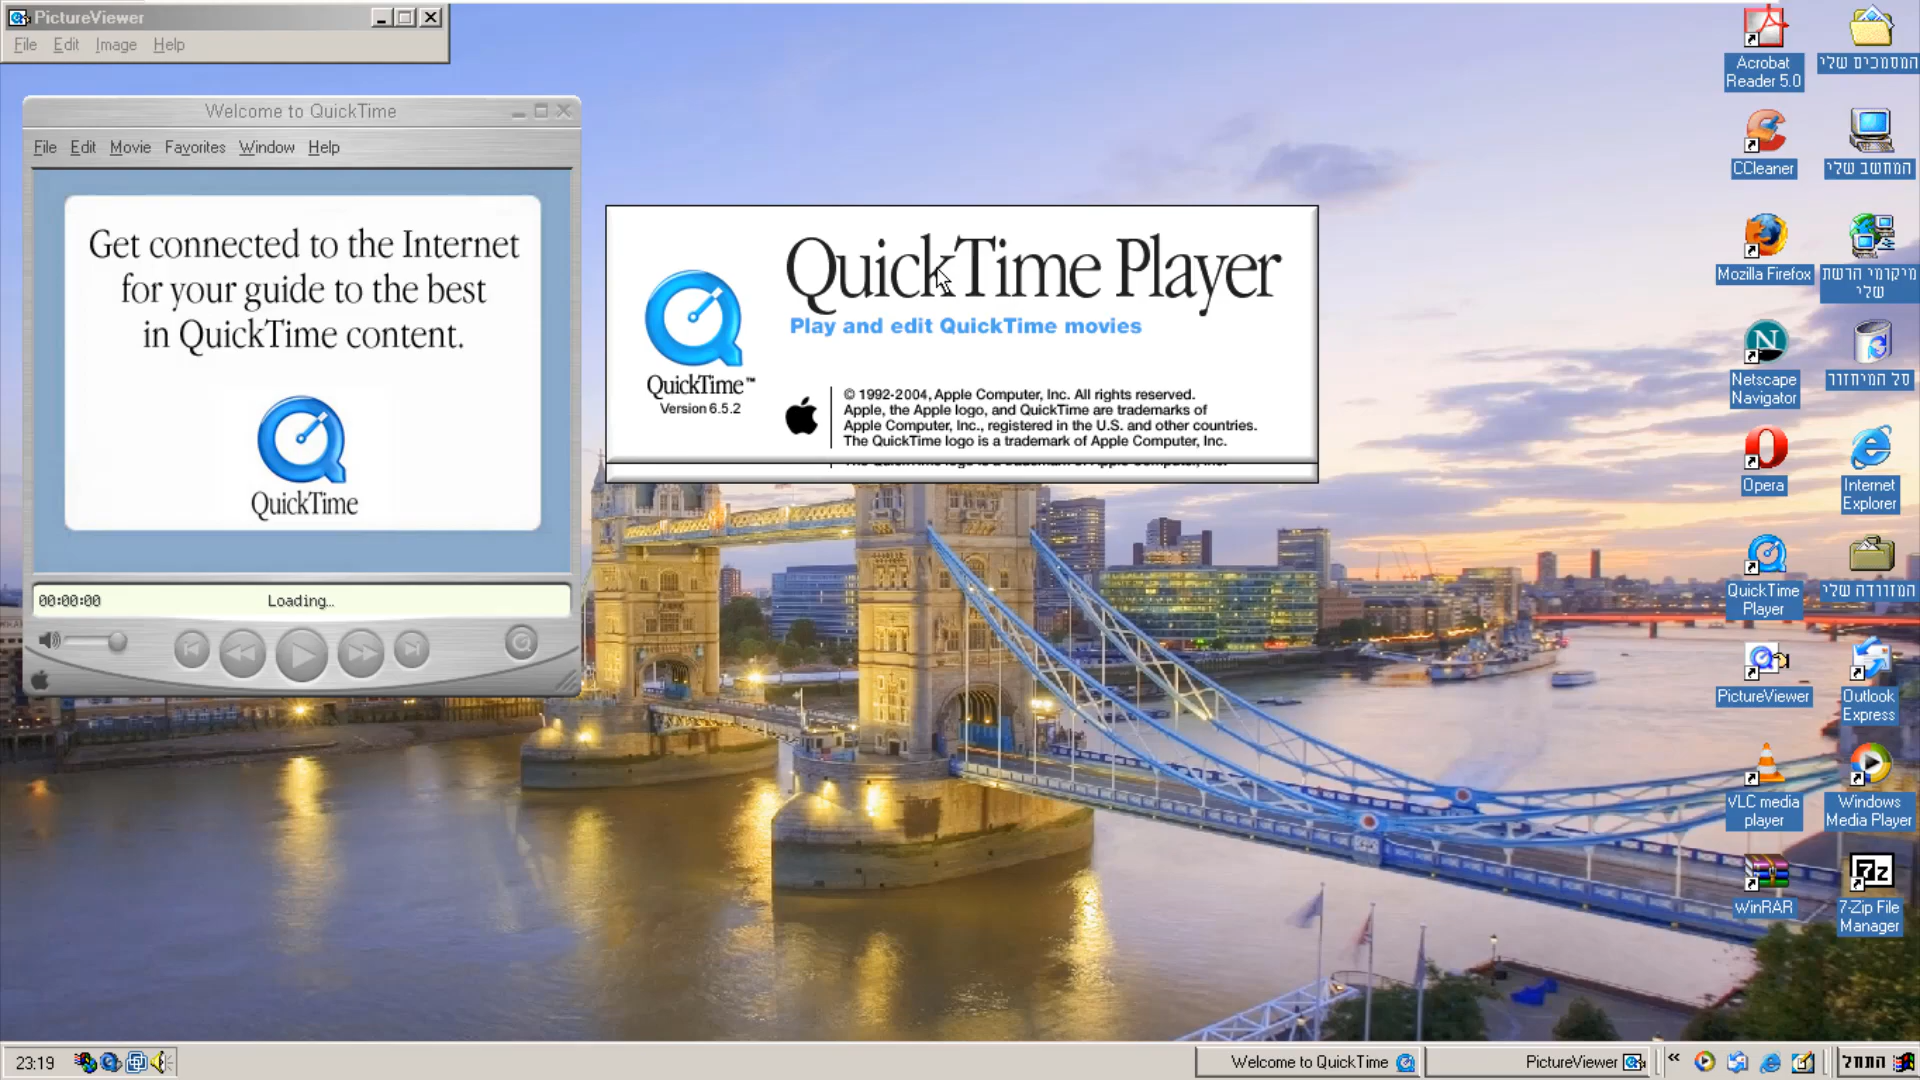 PictureViewer
File Edit Image Help
Welcome to QuickTime
File Edit Movie Favorites Window Help
Get connected to the Internet
for your guide to the best
in QuickTime content.
QuickTime
00:00:00 Loading...
QuickTime Player
Play and edit QuickTime movies
QuickTime™
Version 6.5.2
© 1992-2004, Apple Computer, Inc. All rights reserved.
Apple, the Apple logo, and QuickTime are trademarks of
Apple Computer, Inc., registered in the U.S. and other countries.
The QuickTime logo is a trademark of Apple Computer, Inc.
Acrobat
Reader 5.0
המסמכים שלי
CCleaner
המחשב שלי
Mozilla Firefox
מיקומי הרשת
שלי
Netscape
Navigator
סל המיחזור
Opera
Internet
Explorer
QuickTime
Player
המזוודה שלי
PictureViewer
Outlook
Express
VLC media
player
Windows
Media Player
WinRAR
7-Zip File
Manager
23:19
Welcome to QuickTime
PictureViewer
התחל